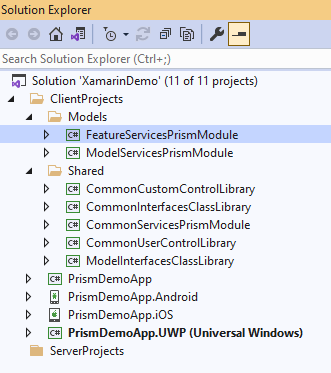 Solution Explorer
Search Solution Explorer (Ctrl+;)
Solution 'XamarinDemo' (11 of 11 projects)
ClientProjects
Models
C# FeatureServicesPrismModule
C# ModelServicesPrismModule
Shared
C# CommonCustomControlLibrary
C# CommonInterfacesClassLibrary
C# CommonServicesPrismModule
C# CommonUserControlLibrary
C# ModelInterfacesClassLibrary
C# PrismDemoApp
PrismDemoApp.Android
PrismDemoApp.iOS
C# PrismDemoApp.UWP (Universal Windows)
ServerProjects